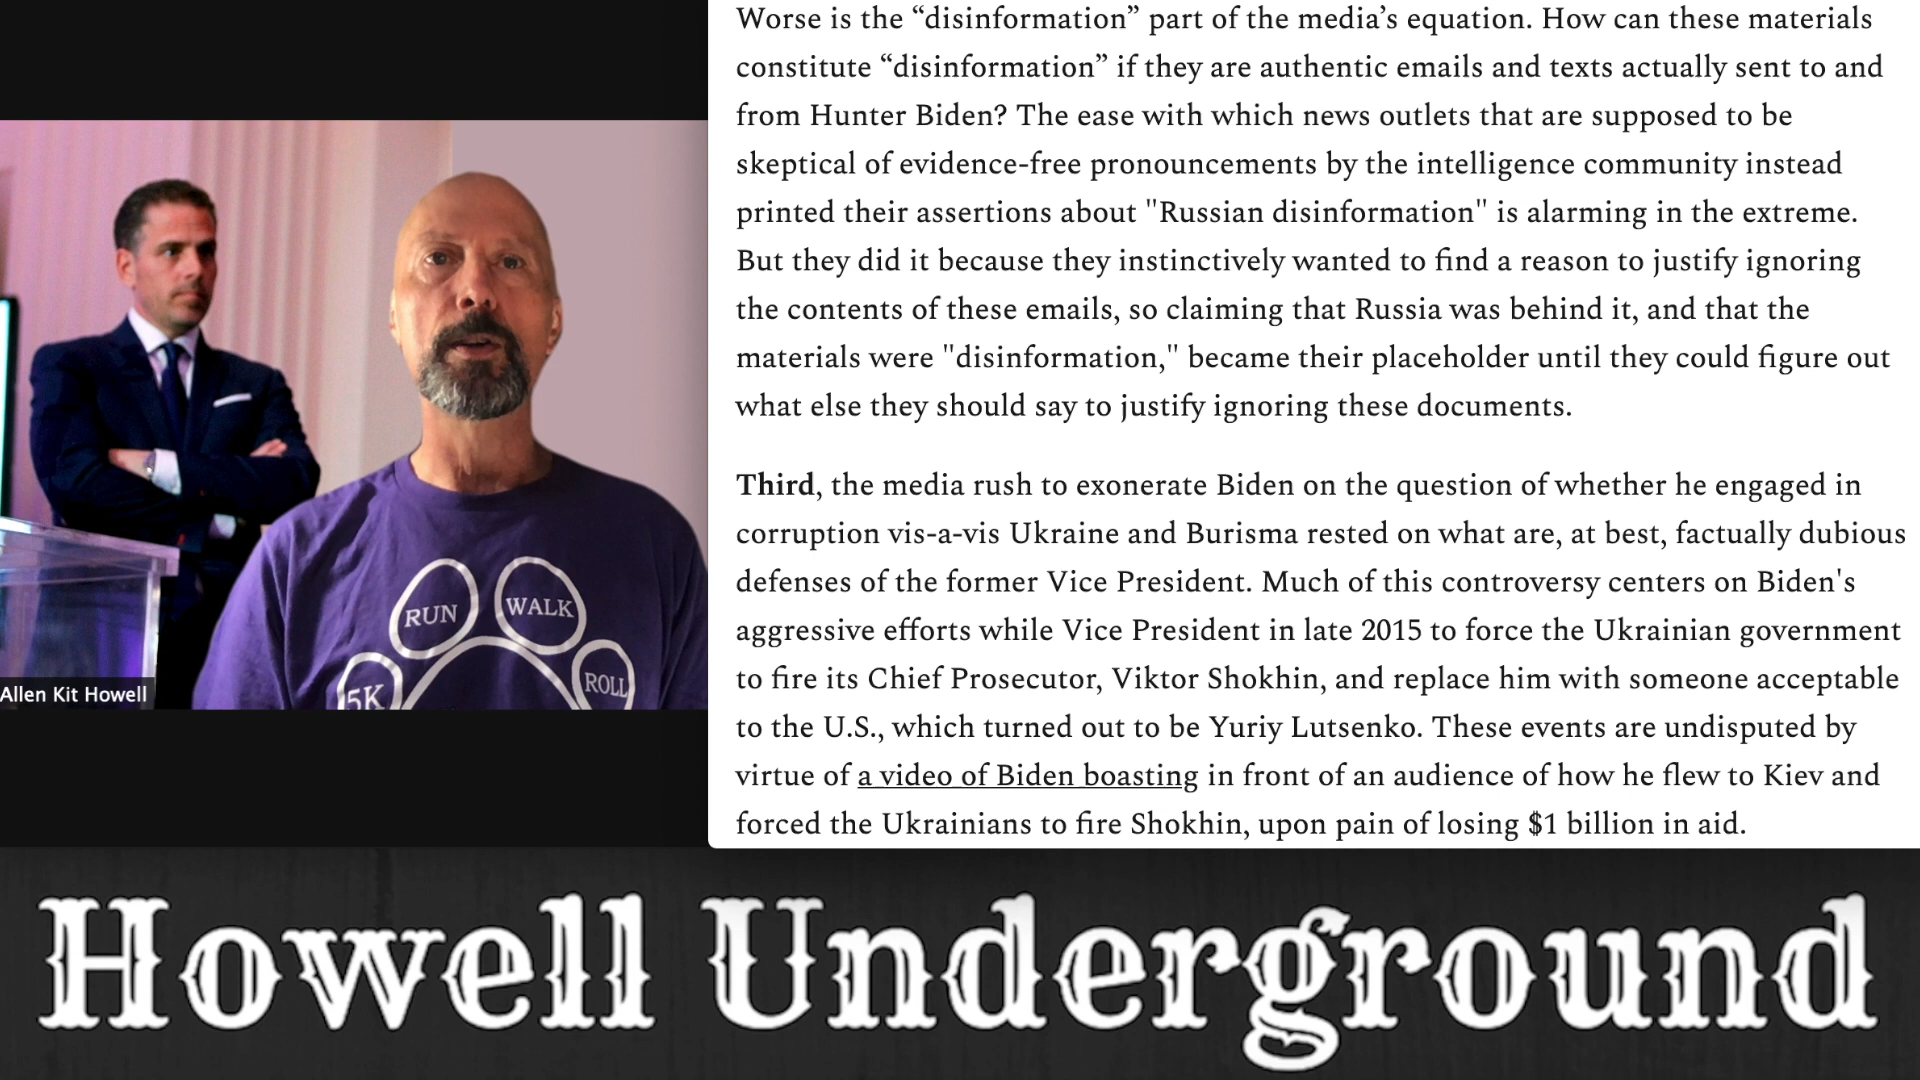 Worse is the “disinformation” part of the media’s equation. How can these materials
constitute “disinformation” if they are authentic emails and texts actually sent to and
from Hunter Biden? The ease with which news outlets that are supposed to be
skeptical of evidence-free pronouncements by the intelligence community instead
printed their assertions about "Russian disinformation" is alarming in the extreme.
But they did it because they instinctively wanted to find a reason to justify ignoring
the contents of these emails, so claiming that Russia was behind it, and that the
materials were "disinformation," became their placeholder until they could figure out
what else they should say to justify ignoring these documents.
Third, the media rush to exonerate Biden on the question of whether he engaged in
corruption vis-a-vis Ukraine and Burisma rested on what are, at best, factually dubious
defenses of the former Vice President. Much of this controversy centers on Biden's
aggressive efforts while Vice President in late 2015 to force the Ukrainian government
to fire its Chief Prosecutor, Viktor Shokhin, and replace him with someone acceptable
to the U.S., which turned out to be Yuriy Lutsenko. These events are undisputed by
virtue of a video of Biden boasting in front of an audience of how he flew to Kiev and
forced the Ukrainians to fire Shokhin, upon pain of losing $1 billion in aid.
5K
RUN
WALK
ROLL
Allen Kit Howell
Howell Underground